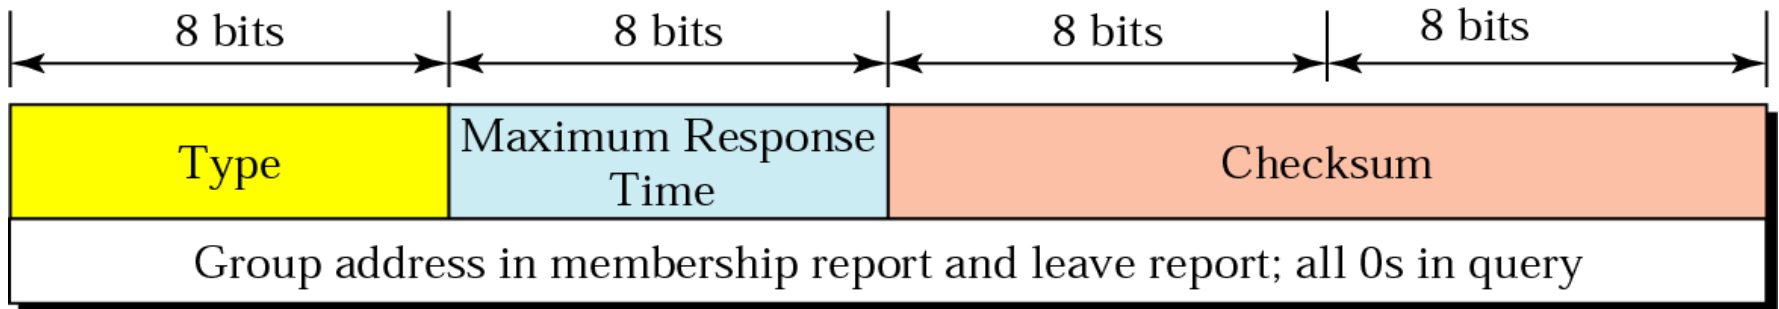 8 bits 8 bits 8 bits 8 bits
Type
Maximum Response
Time
Checksum
Group address in membership report and leave report; all 0s in query